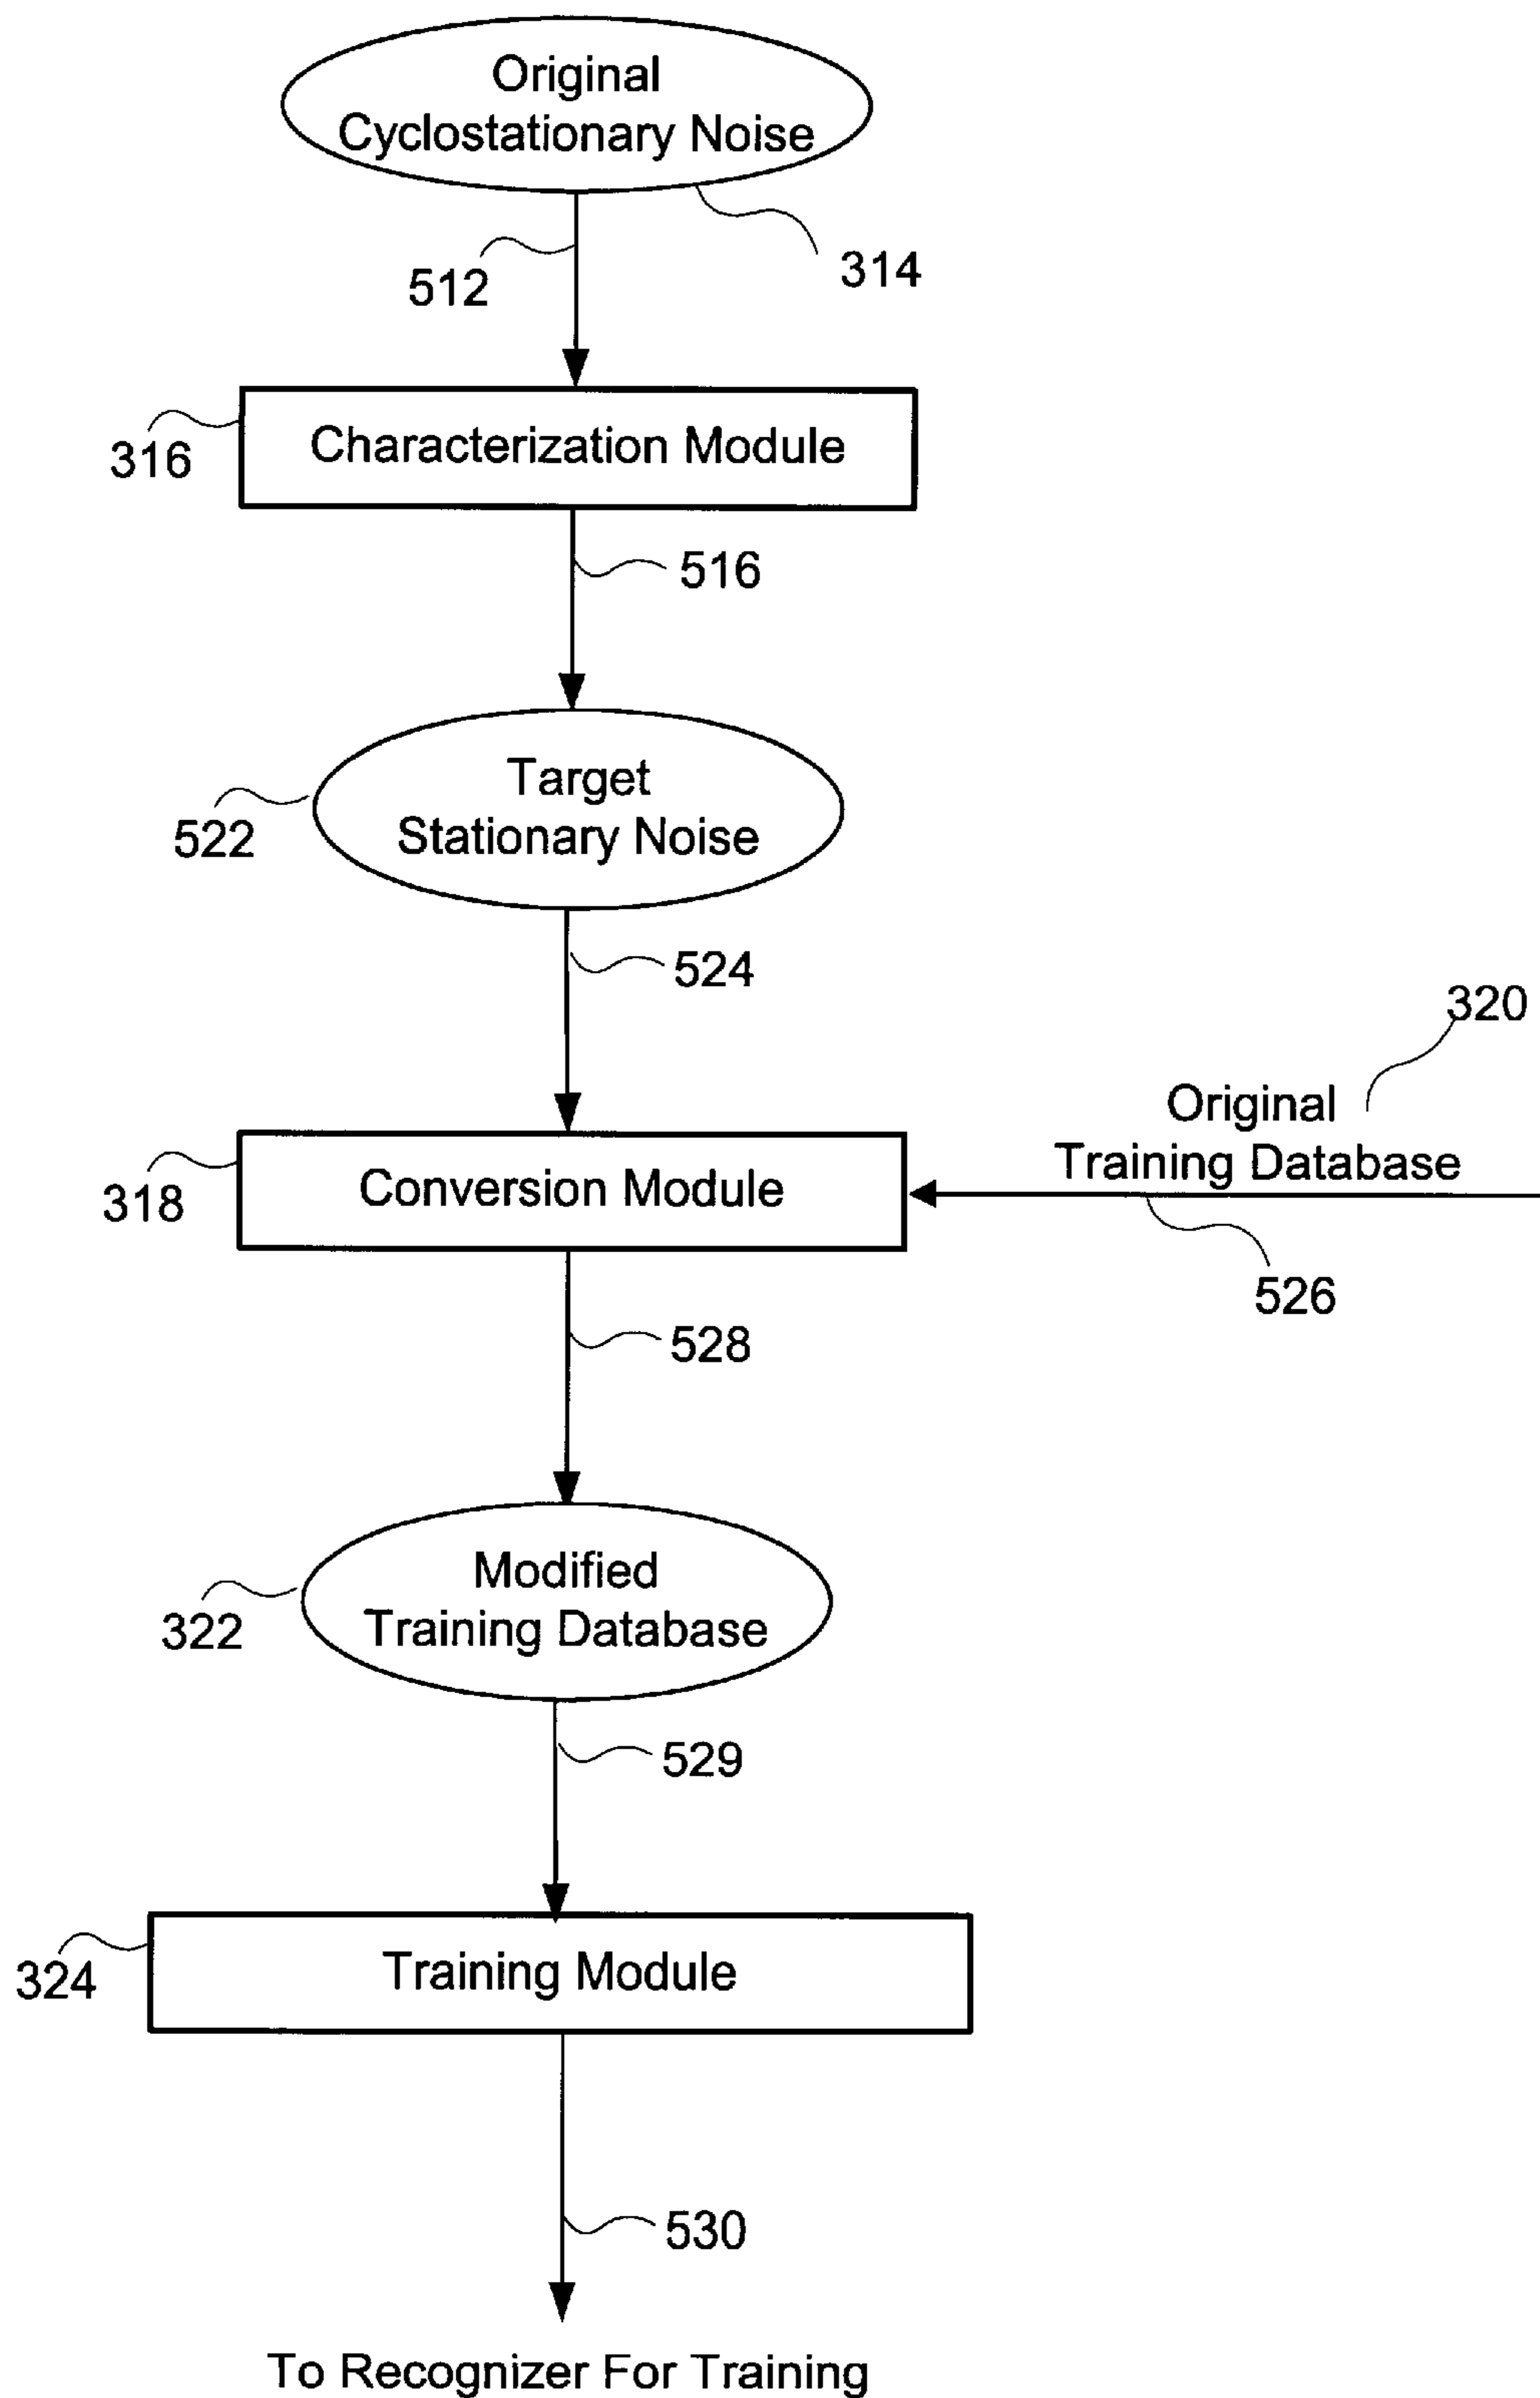 Original
Cyclostationary Noise
512
314
316
Characterization Module
516
Target
Stationary Noise
522
524
320
Original
Training Database
318
Conversion Module
526
528
Modified
Training Database
322
529
324
Training Module
530
To Recognizer For Training